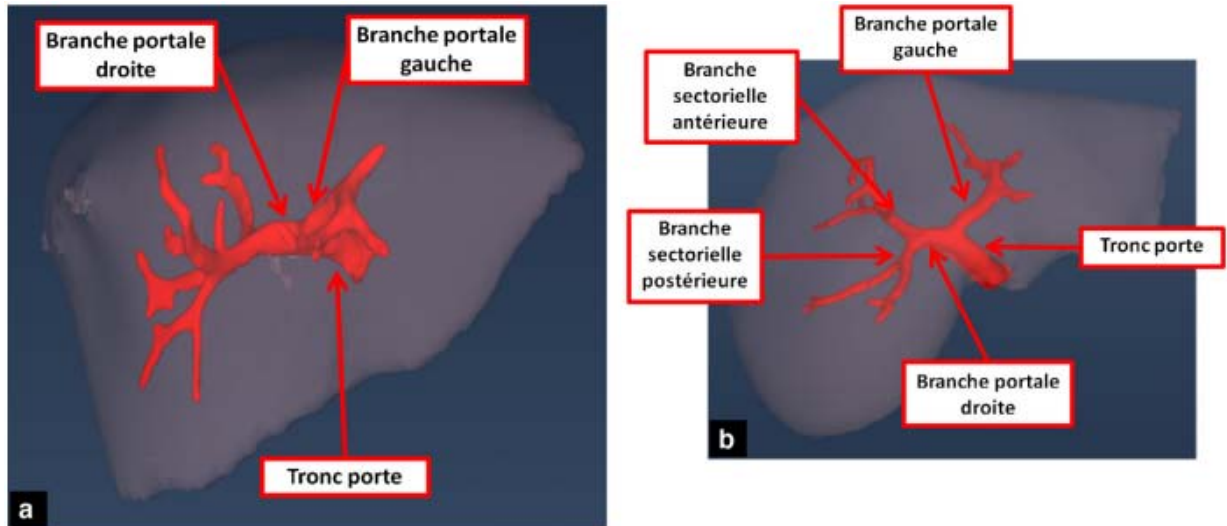 Branche portale
droite
Branche portale
gauche
Tronc porte
a
Branche portale
gauche
Branche
sectorielle
antérieure
Branche
sectorielle
postérieure
Tronc porte
Branche portale
droite
b